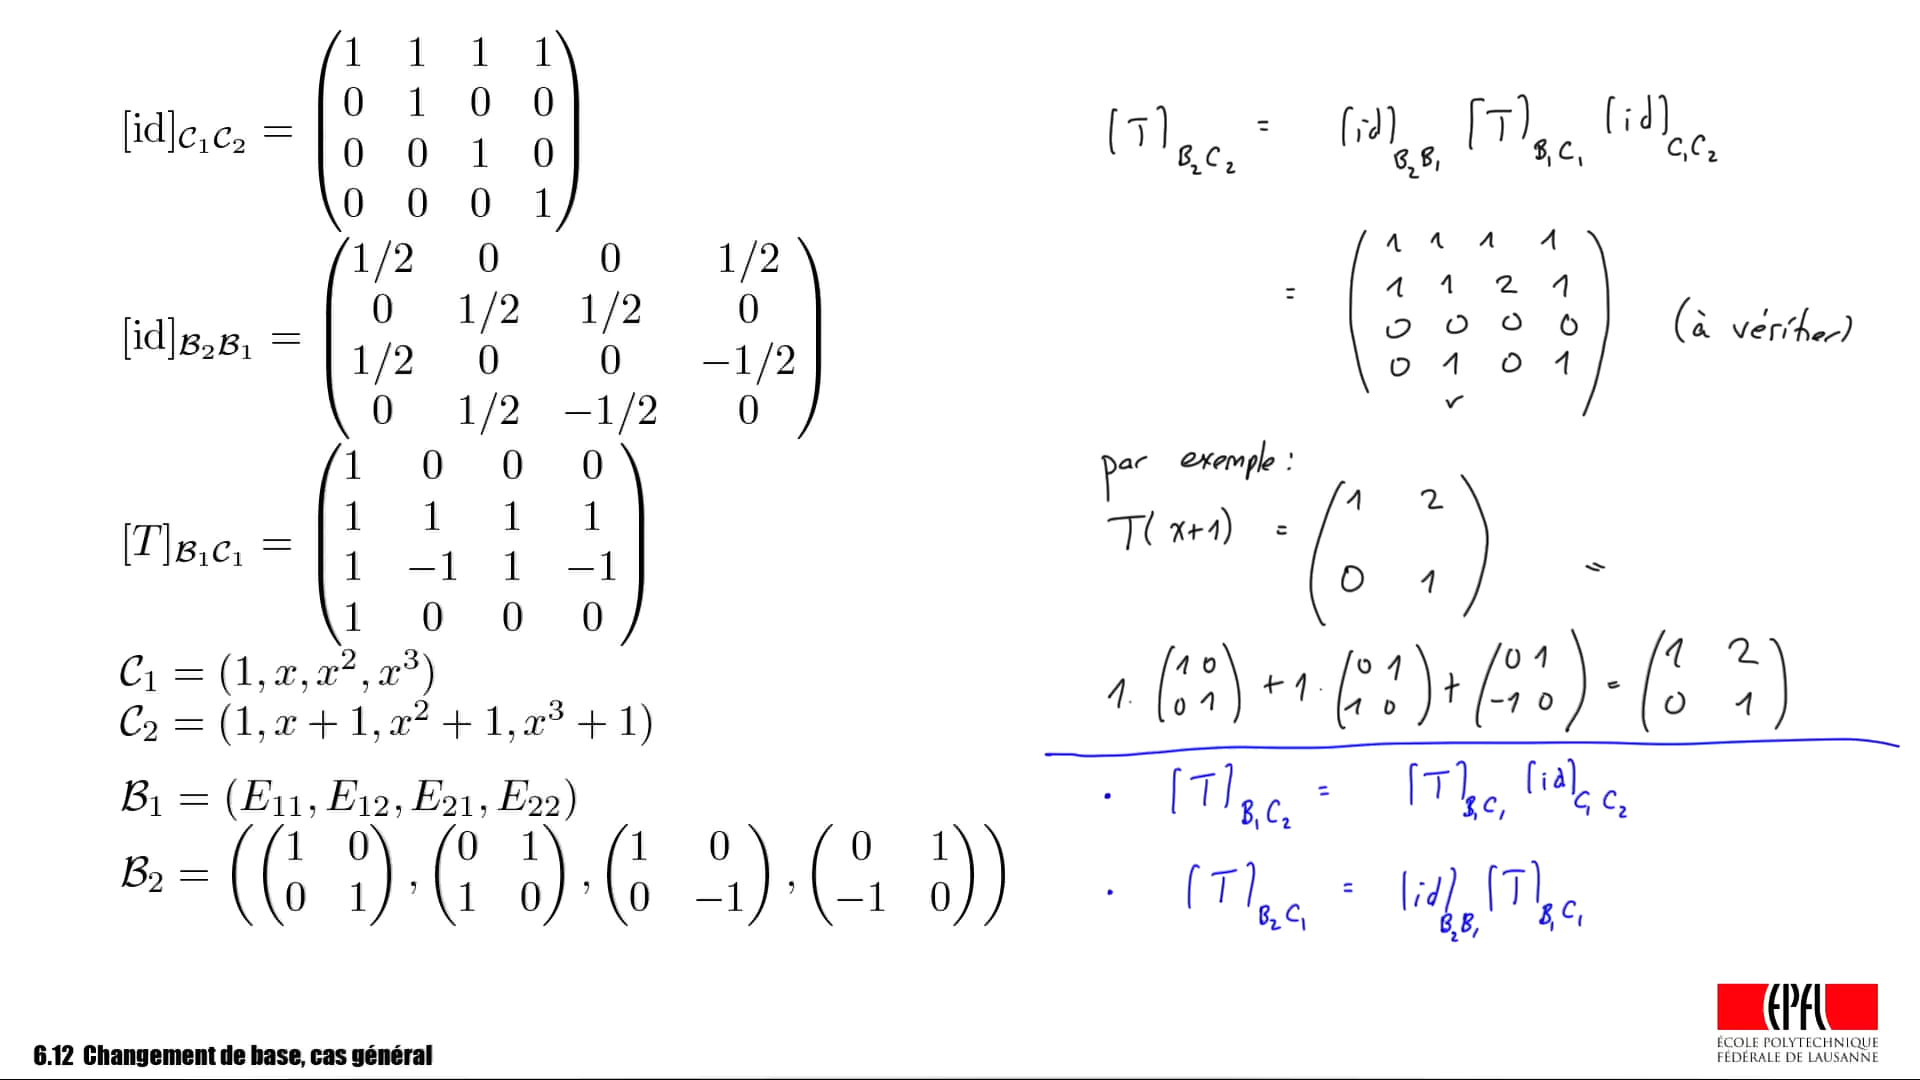 [id]_{C₁C₂} = (1 1 1 1
0 1 0 0
0 0 1 0
0 0 0 1)
[id]_{B₂B₁} = (1/2 0 0 1/2
0 1/2 1/2 0
1/2 0 0 −1/2
0 1/2 −1/2 0)
[T]_{B₁C₁} = (1 0 0 0
1 1 1 1
1 −1 1 −1
1 0 0 0)
C₁ = (1, x, x², x³)
C₂ = (1, x + 1, x² + 1, x³ + 1)
B₁ = (E₁₁, E₁₂, E₂₁, E₂₂)
B₂ = ((1 0
0 1), (0 1
1 0), (1 0
0 −1), (0 1
−1 0))
[T]_{B₂C₂} = [id]_{B₂B₁} [T]_{B₁C₁} [id]_{C₁C₂}
= (1 1 1 1
1 1 2 1
0 0 0 0
0 1 0 1) (à vérifier)
par exemple :
T(x+1) = (1 2
0 1) =
1. (1 0
0 1) + 1. (0 1
1 0) + (0 1
-1 0) = (1 2
0 1)
· [T]_{B₁C₂} = [T]_{B₁C₁} [id]_{C₁C₂}
· [T]_{B₂C₁} = [id]_{B₂B₁} [T]_{B₁C₁}
EPFL
ÉCOLE POLYTECHNIQUE
FÉDÉRALE DE LAUSANNE
6.12 Changement de base, cas général